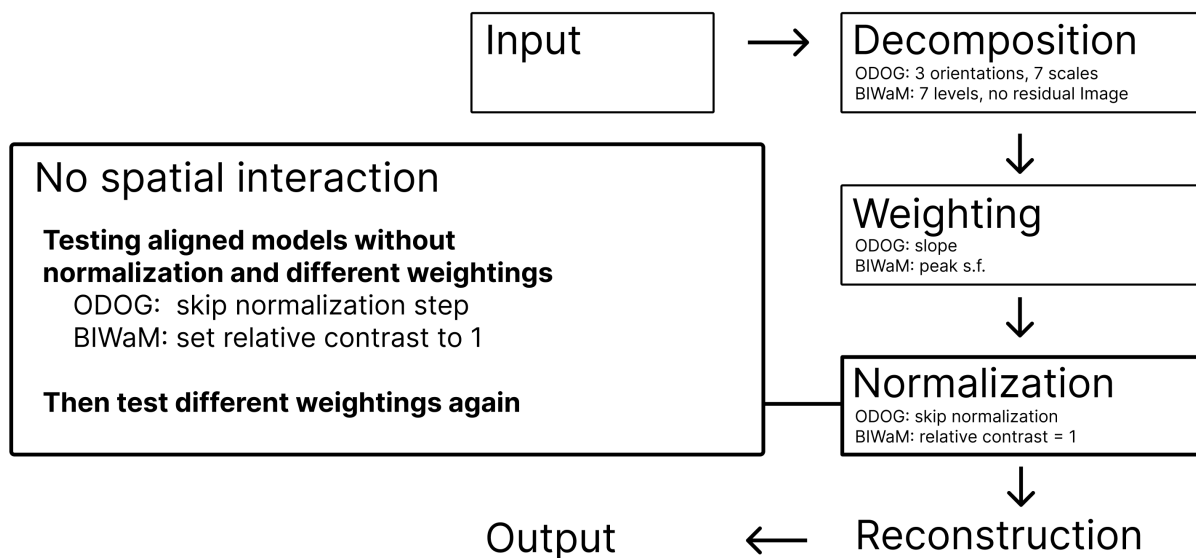 Input
Decomposition
ODOG: 3 orientations, 7 scales
BIWaM: 7 levels, no residual Image
No spatial interaction
Testing aligned models without
normalization and different weightings
ODOG: skip normalization step
BIWaM: set relative contrast to 1
Then test different weightings again
Weighting
ODOG: slope
BIWaM: peak s.f.
Normalization
ODOG: skip normalization
BIWaM: relative contrast = 1
Output
Reconstruction